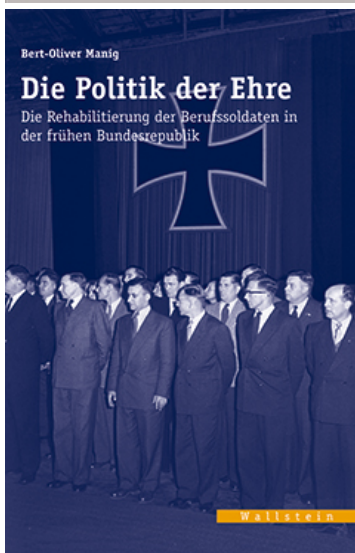 Bert-Oliver Manig
Die Politik der Ehre
Die Rehabilitierung der Berufssoldaten in
der frühen Bundesrepublik
Wallstein